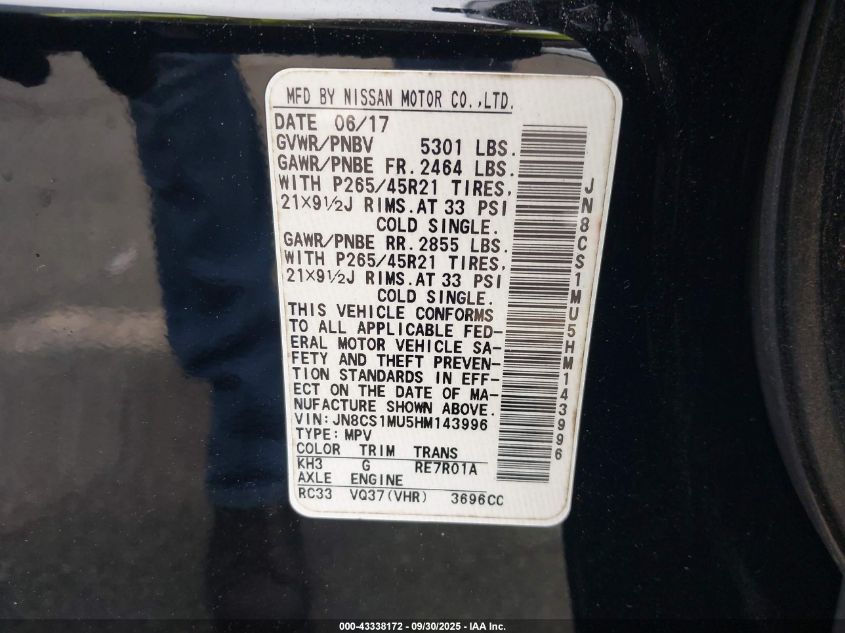 MFD BY NISSAN MOTOR CO.,LTD.
DATE 06/17
GVWR/PNBV 5301 LBS.
GAWR/PNBE FR.2464 LBS.
WITH P265/45R21 TIRES,
21×9½J RIMS.AT 33 PSI
COLD SINGLE.
GAWR/PNBE RR.2855 LBS.
WITH P265/45R21 TIRES,
21×9½J RIMS.AT 33 PSI
COLD SINGLE.
THIS VEHICLE CONFORMS
TO ALL APPLICABLE FED-
ERAL MOTOR VEHICLE SA-
FETY AND THEFT PREVEN-
TION STANDARDS IN EFF-
ECT ON THE DATE OF MA-
NUFACTURE SHOWN ABOVE.
VIN:JN8CS1MU5HM143996
TYPE:MPV
COLOR TRIM TRANS
KH3 G RE7R01A
AXLE ENGINE
RC33 VQ37(VHR) 3696CC
JN8CS1MU5HM143996
000-43338172 - 09/30/2025 - IAA Inc.